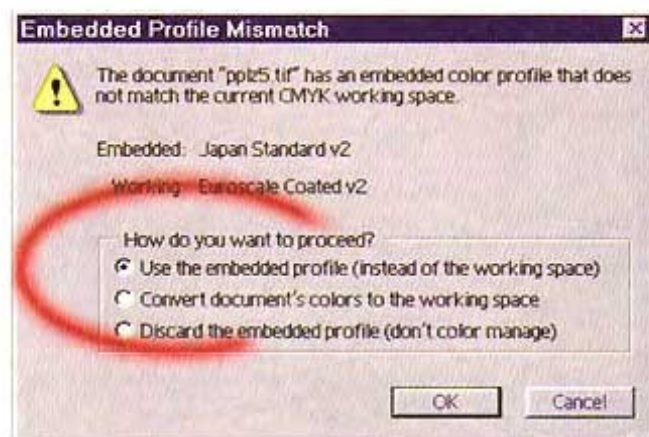 Embedded Profile Mismatch
The document "pplz5.tif" has an embedded color profile that does
not match the current CMYK working space.
Embedded: Japan Standard v2
Working: Euroscale Coated v2
How do you want to proceed?
Use the embedded profile (instead of the working space)
Convert document's colors to the working space
Discard the embedded profile (don't color manage)
OK
Cancel